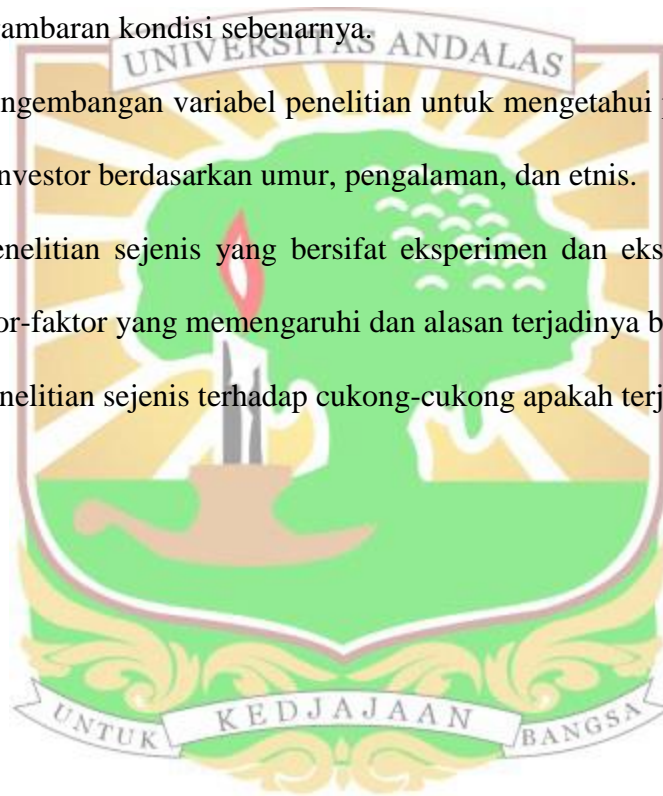 ambaran kondisi sebenarnya.
UNIVERSITAS ANDALAS
ngembangan variabel penelitian untuk mengetahui
nvestor berdasarkan umur, pengalaman, dan etnis.
enelitian sejenis yang bersifat eksperimen dan eks
or-faktor yang memengaruhi dan alasan terjadinya b
nelitian sejenis terhadap cukong-cukong apakah terj
UNTUK KEDJAJAAN BANGSA